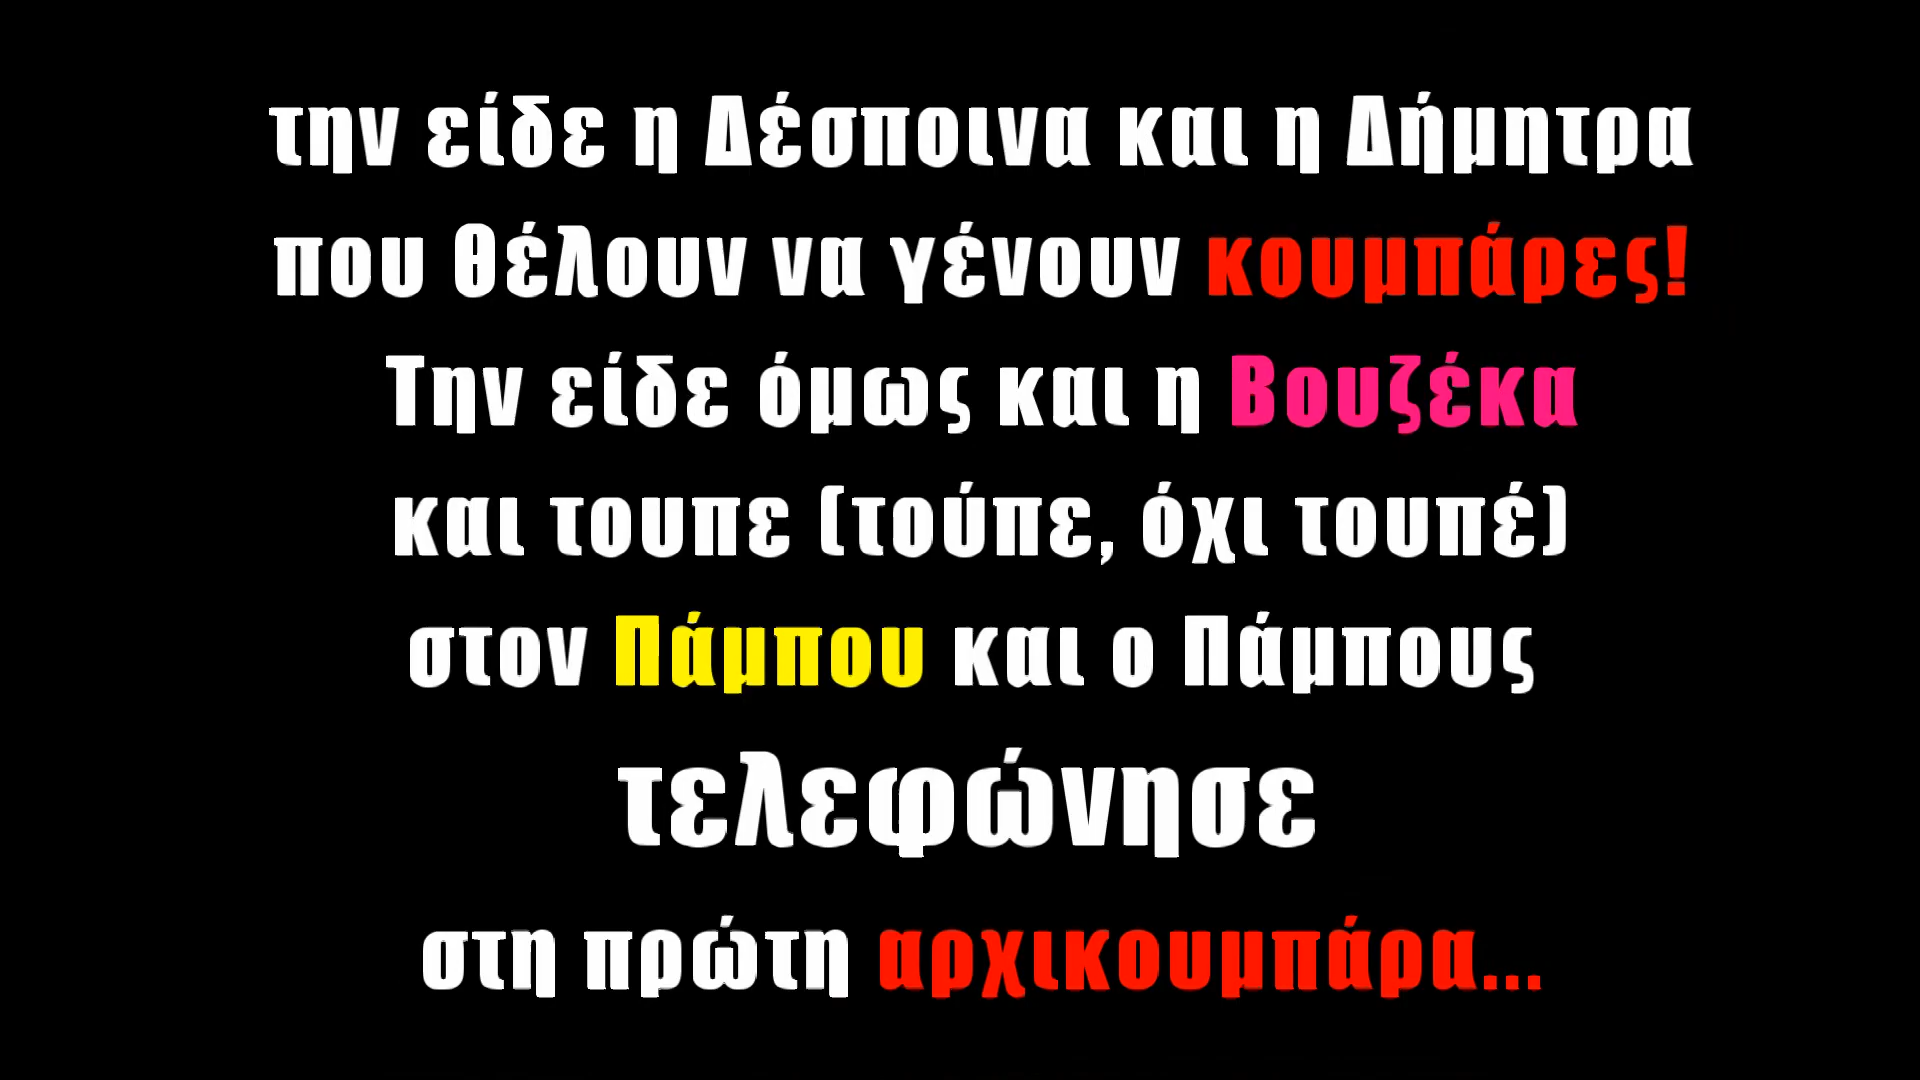 την είδε η Δέσποινα και η Δήμητρα
που θέλουν να γένουν κουμπάρες!
Την είδε όμως και η Βουζέκα
και τουπε (τούπε, όχι τουπέ)
στον Πάμπου και ο Πάμπους
τελεφώνησε
στη πρώτη αρχικουμπάρα...